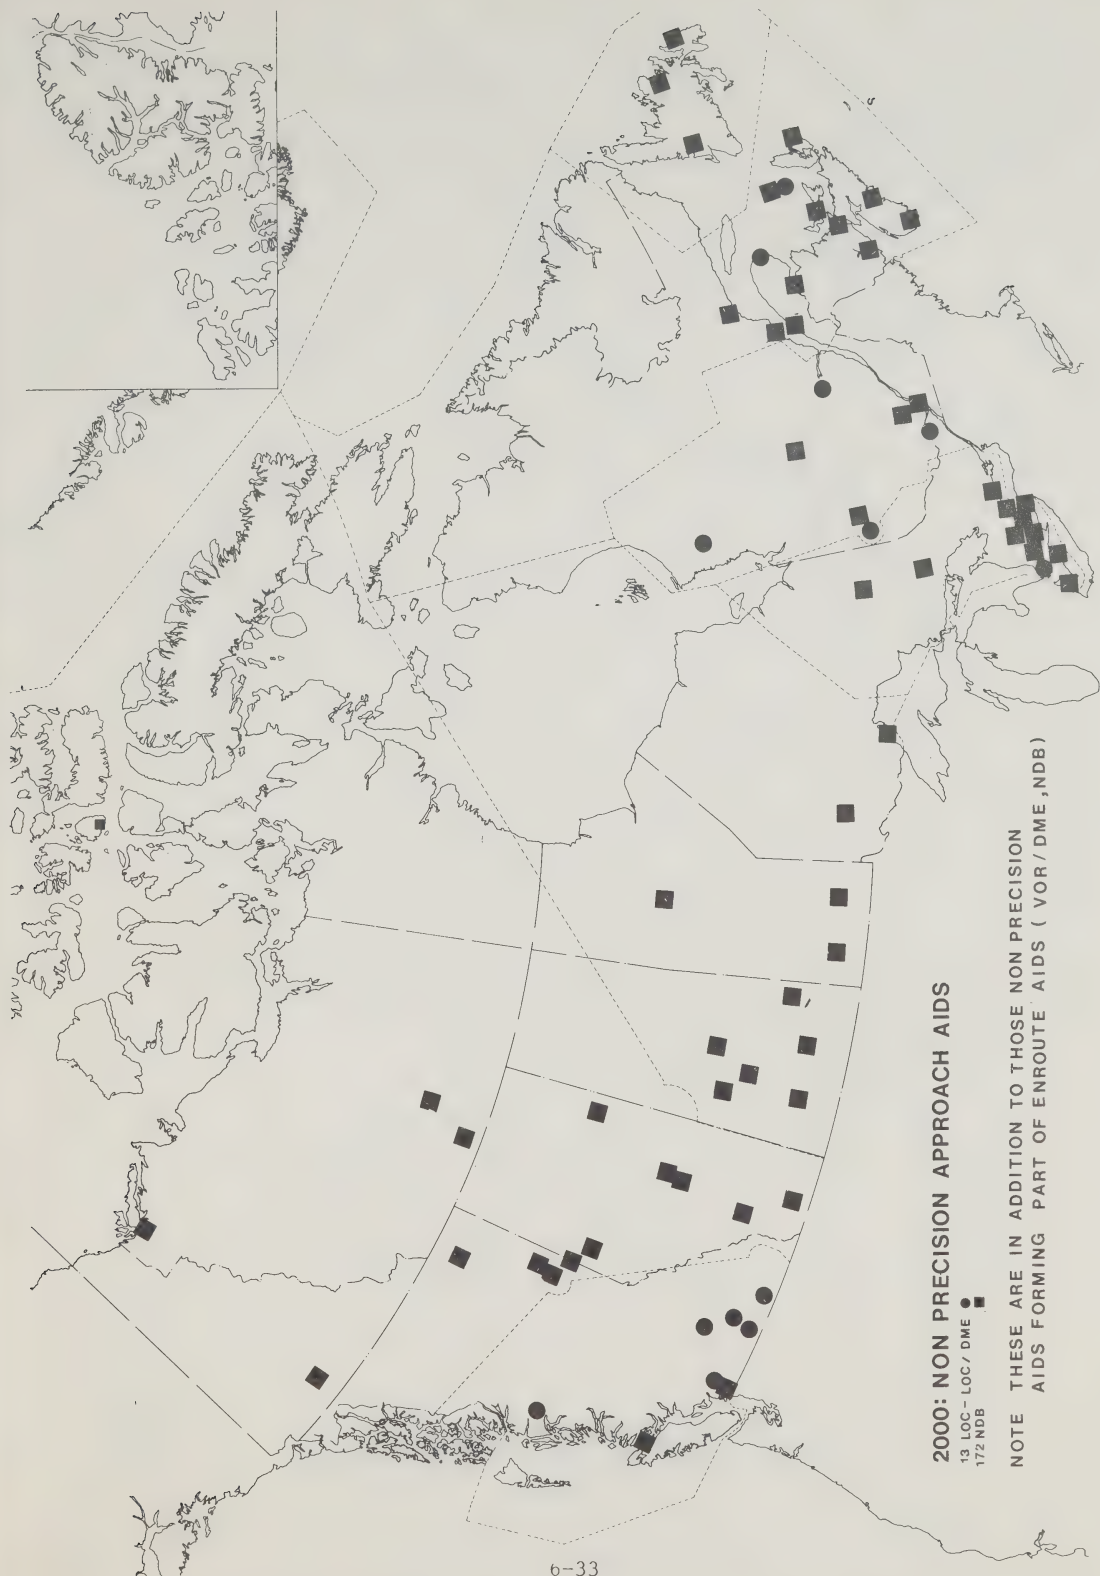 2000: NON PRECISION APPROACH AIDS
13 LOC - LOC / DME ●
172 NDB ■
NOTE THESE ARE IN ADDITION TO THOSE NON PRECISION
AIDS FORMING PART OF ENROUTE AIDS ( VOR / DME ,NDB)
6-33